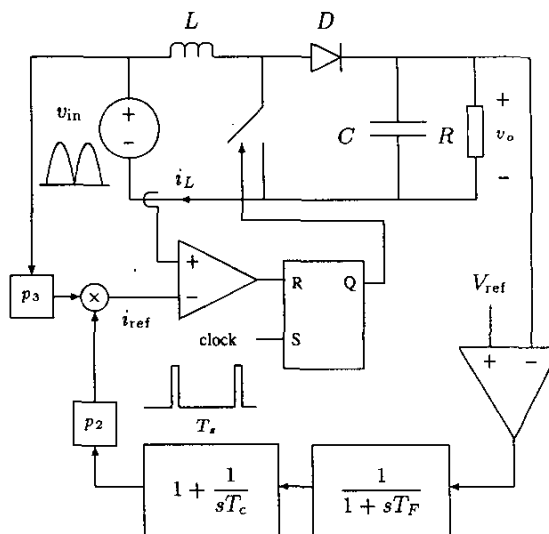 L
D
v_in
+
-
i_L
C
R
+
v_o
-
p_3
×
i_ref
+
-
R
Q
S
clock
T_s
V_ref
+
-
p_2
1 + 1/(sT_c)
1/(1 + sT_F)